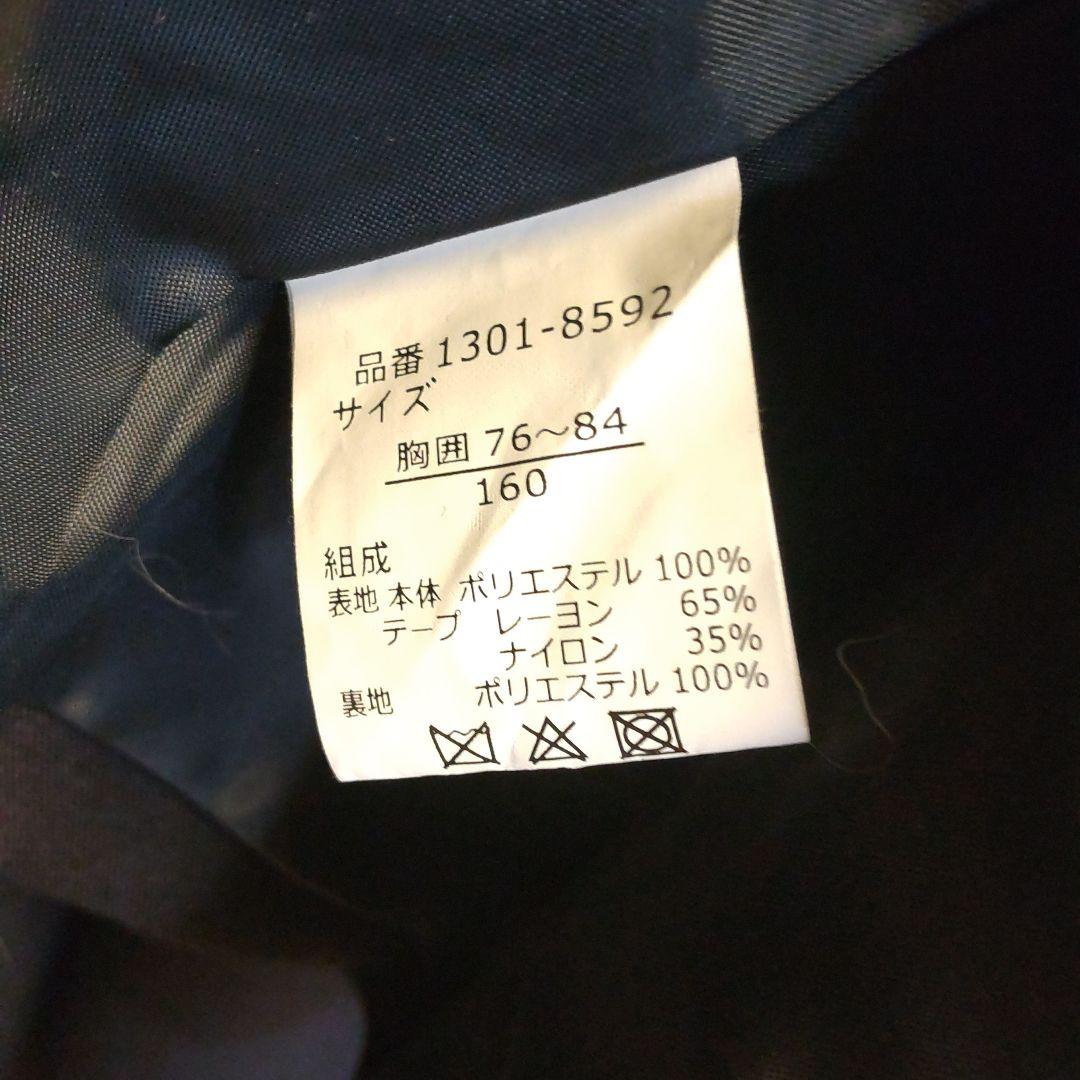 品番 1301-8592
サイズ
胸囲 76～84
160
組成
表地 本体 ポリエステル 100%
テープ レーヨン 65%
ナイロン 35%
裏地 ポリエステル 100%